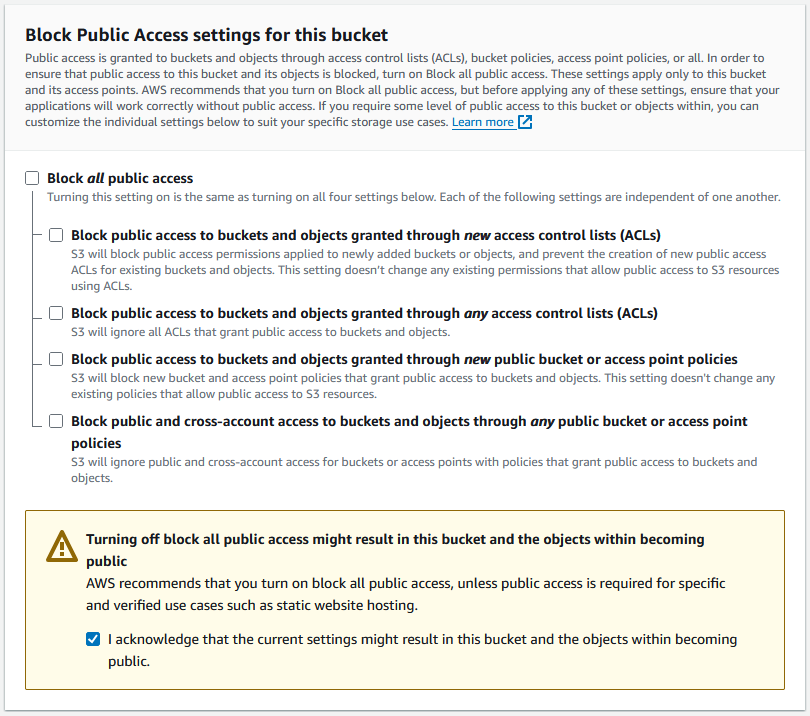 Block Public Access settings for this bucket
Public access is granted to buckets and objects through access control lists (ACLs), bucket policies, access point policies, or all. In order to
ensure that public access to this bucket and its objects is blocked, turn on Block all public access. These settings apply only to this bucket
and its access points. AWS recommends that you turn on Block all public access, but before applying any of these settings, ensure that your
applications will work correctly without public access. If you require some level of public access to this bucket or objects within, you can
customize the individual settings below to suit your specific storage use cases. Learn more
Block all public access
Turning this setting on is the same as turning on all four settings below. Each of the following settings are independent of one another.
Block public access to buckets and objects granted through new access control lists (ACLs)
S3 will block public access permissions applied to newly added buckets or objects, and prevent the creation of new public access
ACLs for existing buckets and objects. This setting doesn't change any existing permissions that allow public access to S3 resources
using ACLs.
Block public access to buckets and objects granted through any access control lists (ACLs)
S3 will ignore all ACLs that grant public access to buckets and objects.
Block public access to buckets and objects granted through new public bucket or access point policies
S3 will block new bucket and access point policies that grant public access to buckets and objects. This setting doesn't change any
existing policies that allow public access to S3 resources.
Block public and cross-account access to buckets and objects through any public bucket or access point
policies
S3 will ignore public and cross-account access for buckets or access points with policies that grant public access to buckets and
objects.
Turning off block all public access might result in this bucket and the objects within becoming
public
AWS recommends that you turn on block all public access, unless public access is required for specific
and verified use cases such as static website hosting.
I acknowledge that the current settings might result in this bucket and the objects within becoming
public.